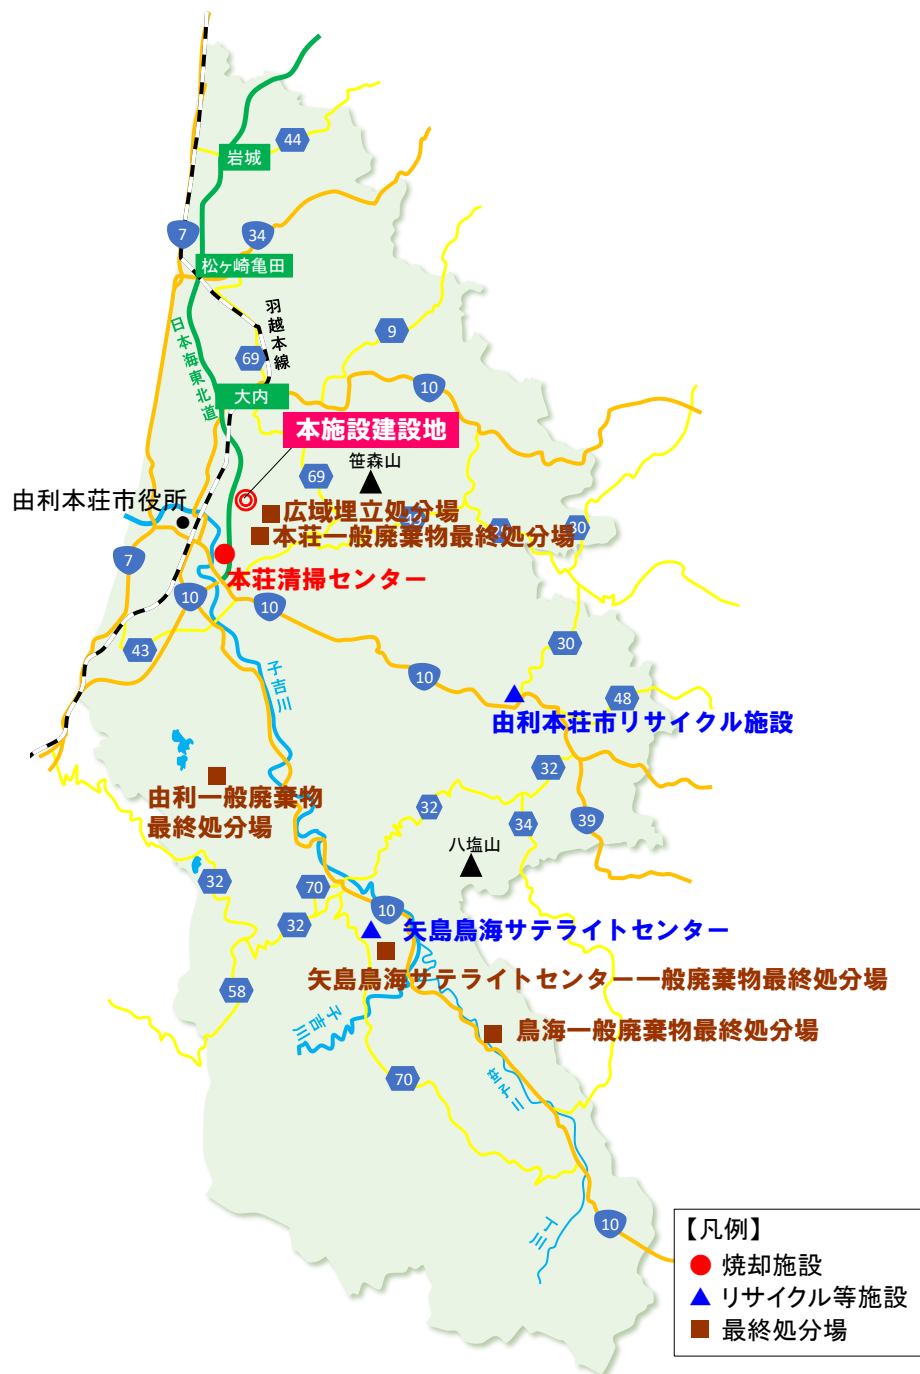 44
岩城
7
34
松ヶ崎亀田
羽越本線
日本海東北道
9
69
大内
10
本施設建設地
笹森山
69
由利本荘市役所
広域埋立処分場
30
本荘一般廃棄物最終処分場
7
本荘清掃センター
10
10
43
30
子吉川
10
48
由利本荘市リサイクル施設
32
由利一般廃棄物
最終処分場
32
34
39
八塩山
32
70
10
32
矢島鳥海サテライトセンター
矢島鳥海サテライトセンター一般廃棄物最終処分場
58
子吉川
鳥海一般廃棄物最終処分場
70
笹子川
丁川
10
【凡例】
焼却施設
リサイクル等施設
最終処分場